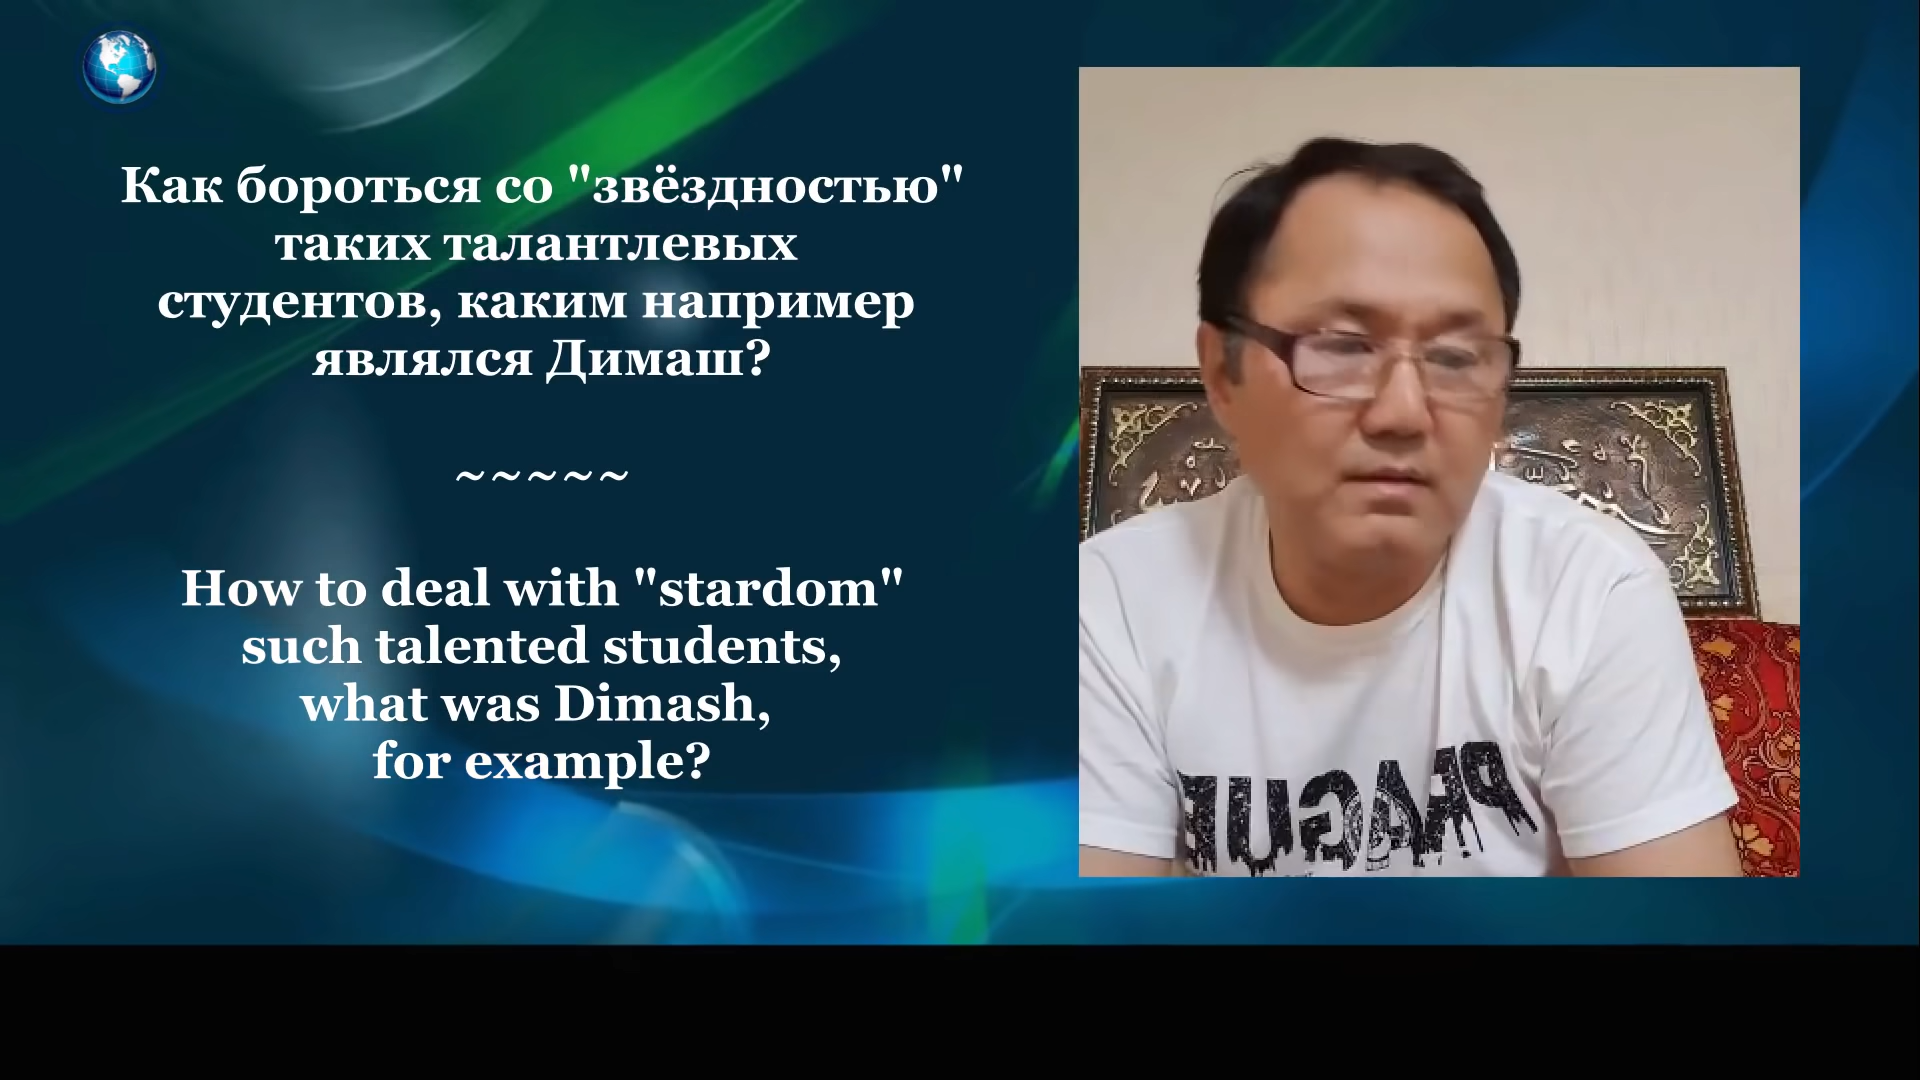 Как бороться со "звёздностью"
таких талантлевых
студентов, каким например
являлся Димаш?
~~~~~
How to deal with "stardom"
such talented students,
what was Dimash,
for example?
PRAGUE